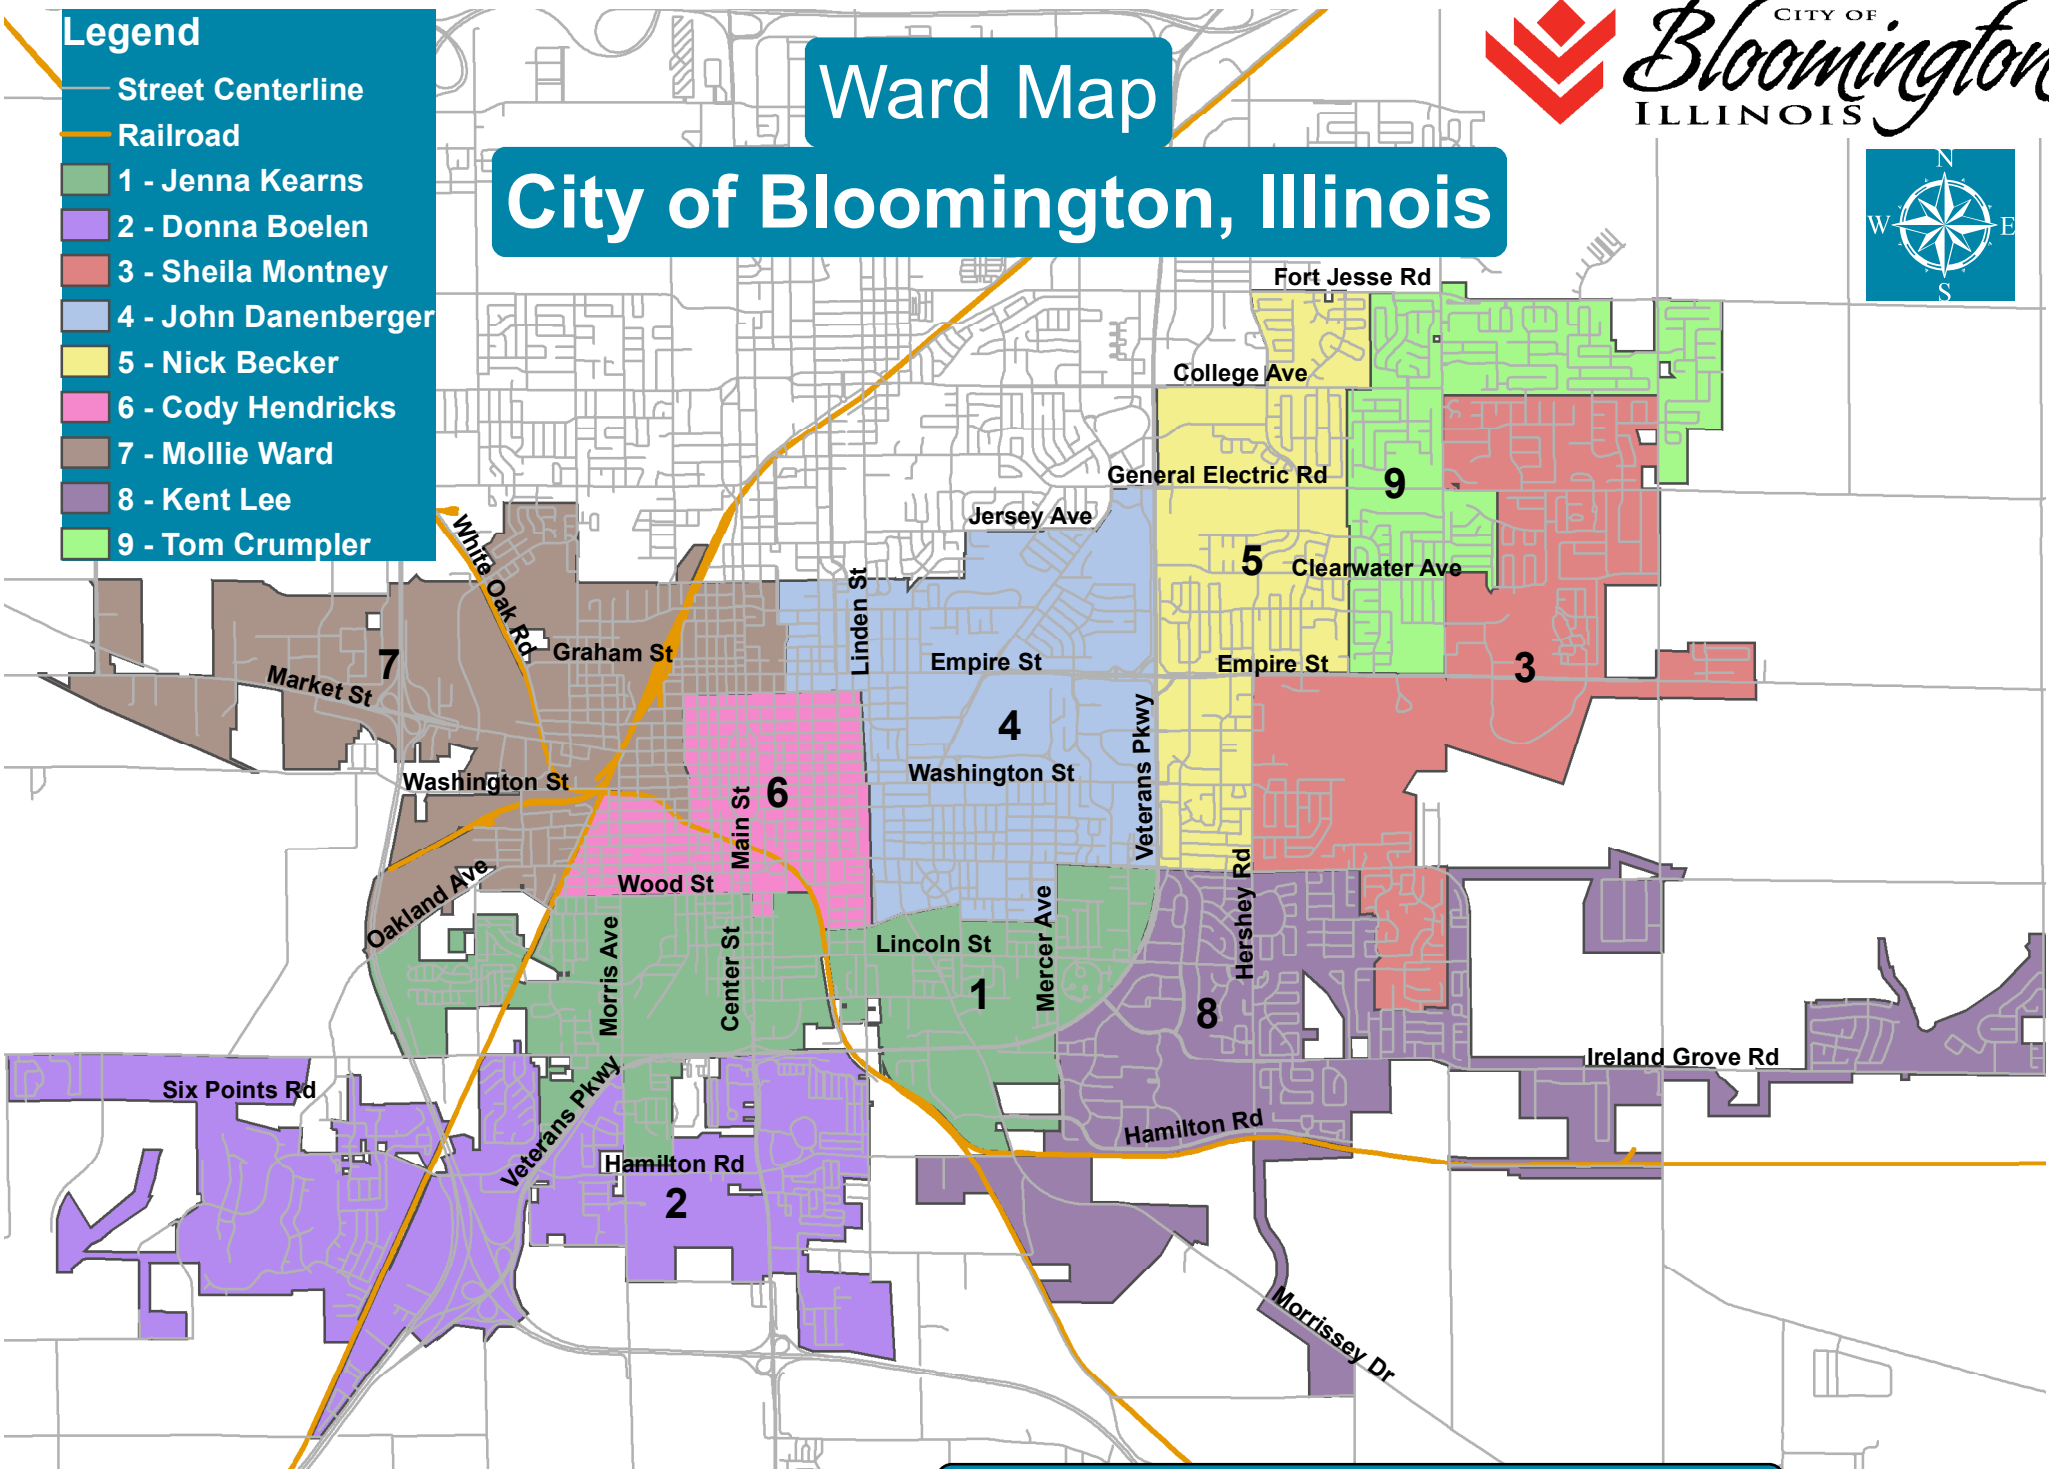 Legend
Street Centerline
Railroad
1 - Jenna Kearns
2 - Donna Boelen
3 - Sheila Montney
4 - John Danenberger
5 - Nick Becker
6 - Cody Hendricks
7 - Mollie Ward
8 - Kent Lee
9 - Tom Crumpler
Ward Map
City of Bloomington, Illinois
CITY OF
Bloomington
ILLINOIS
N
W
E
S
Fort Jesse Rd
College Ave
General Electric Rd
9
Jersey Ave
White Oak Rd
5
Clearwater Ave
Linden St
Graham St
7
Empire St
Empire St
3
Market St
4
Veterans Pkwy
Washington St
Washington St
6
Main St
Wood St
Oakland Ave
Hershey Rd
Mercer Ave
Lincoln St
Morris Ave
Center St
1
8
Ireland Grove Rd
Six Points Rd
Veterans Pkwy
Hamilton Rd
Hamilton Rd
2
Morrissey Dr